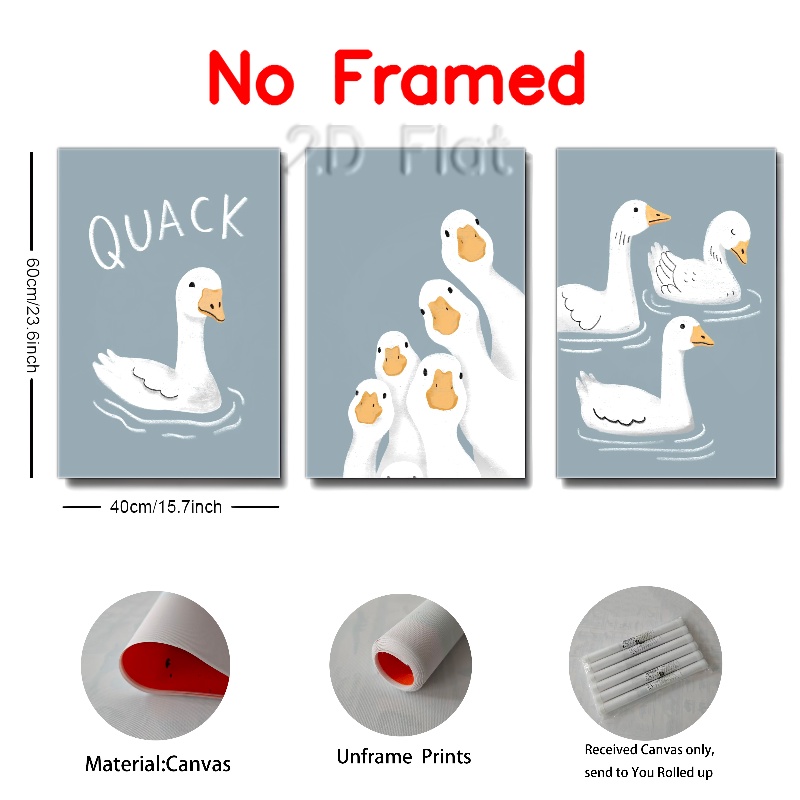 No Framed
2D Flat
QUACK
60cm/23.6inch
40cm/15.7inch
Material:Canvas
Unframe Prints
Received Canvas only,
send to You Rolled up